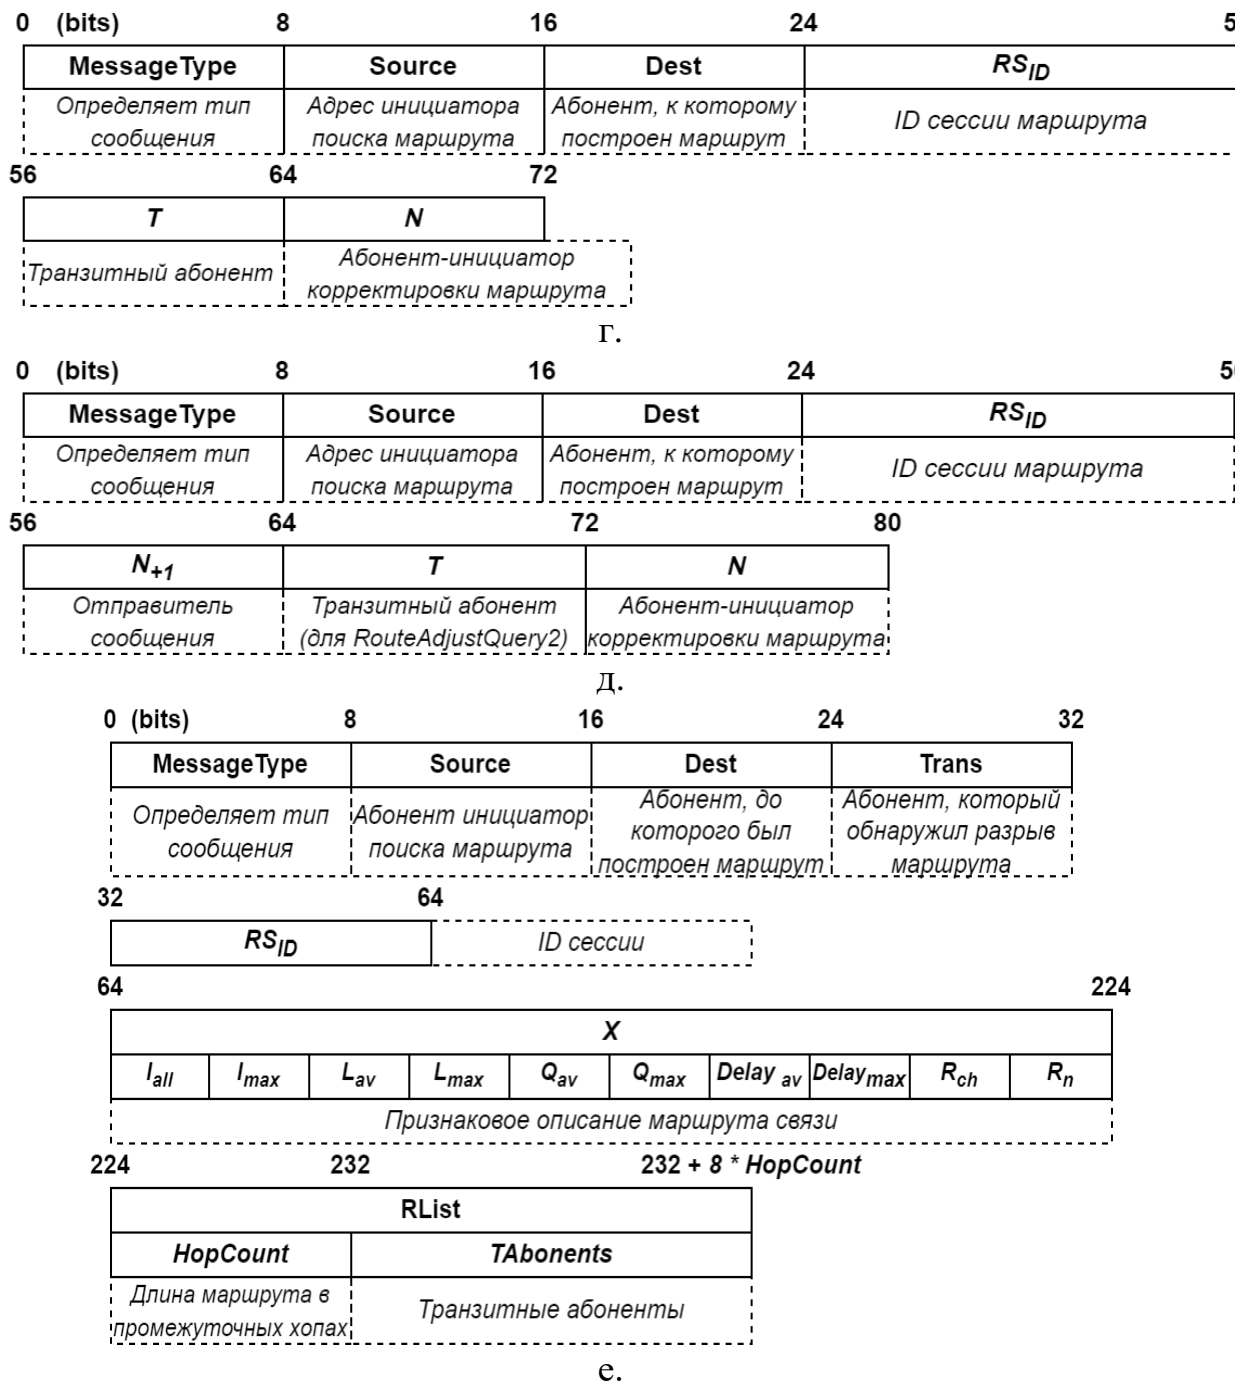 0 (bits) 8 16 24 5
MessageType Source Dest RS_ID
Определяет тип сообщения Адрес инициатора поиска маршрута Абонент, к которому построен маршрут ID сессии маршрута
56 64 72
T N
Транзитный абонент Абонент-инициатор корректировки маршрута
г.
0 (bits) 8 16 24 5
MessageType Source Dest RS_ID
Определяет тип сообщения Адрес инициатора поиска маршрута Абонент, к которому построен маршрут ID сессии маршрута
56 64 72 80
N_+1 T N
Отправитель сообщения Транзитный абонент (для RouteAdjustQuery2) Абонент-инициатор корректировки маршрута
д.
0 (bits) 8 16 24 32
MessageType Source Dest Trans
Определяет тип сообщения Абонент инициатор поиска маршрута Абонент, до которого был построен маршрут Абонент, который обнаружил разрыв маршрута
32 64
RS_ID ID сессии
64 224
X
I_all I_max L_av L_max Q_av Q_max Delay_av Delay_max R_ch R_n
Признаковое описание маршрута связи
224 232 232 + 8 * HopCount
RList
HopCount TAbonents
Длина маршрута в промежуточных хопах Транзитные абоненты
е.